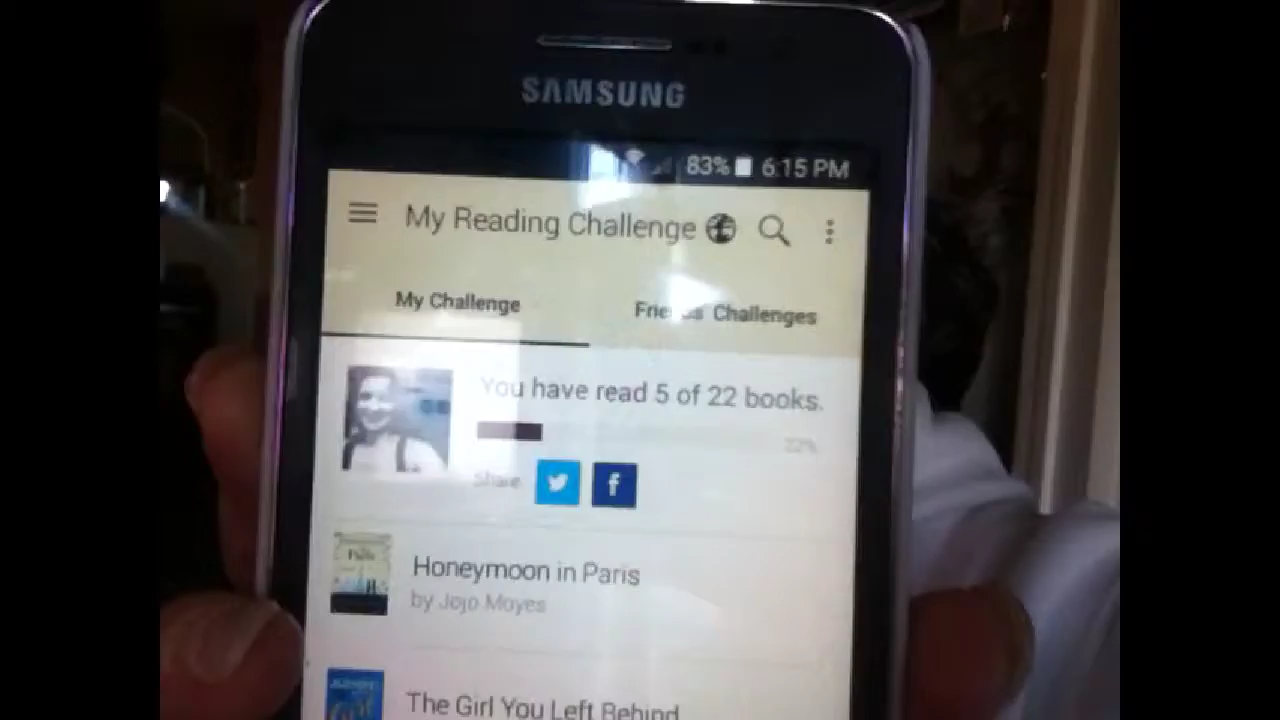 SAMSUNG
83% 6:15 PM
My Reading Challenge
My Challenge
Challenges
You have read 5 of 22 books.
22%
Share
Honeymoon in Paris
by Jojo Moyes
The Girl You Left Behind